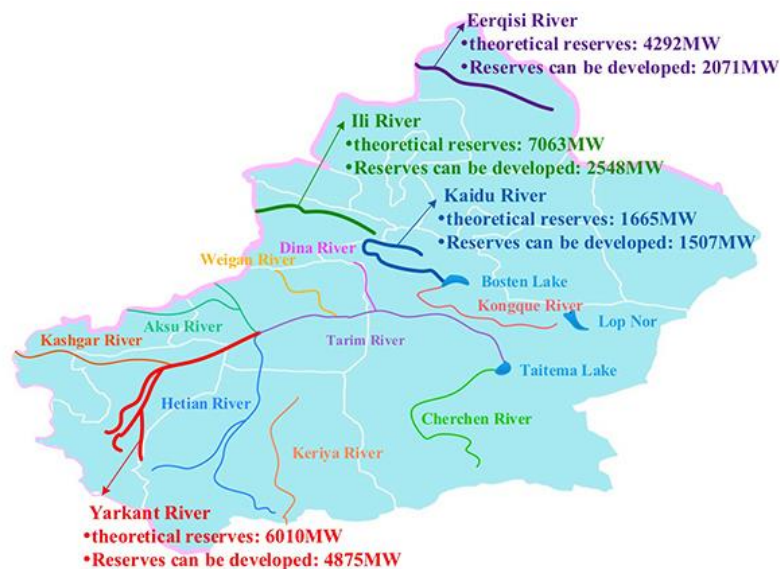 Eerqisi River
•theoretical reserves: 4292MW
•Reserves can be developed: 2071MW
Ili River
•theoretical reserves: 7063MW
•Reserves can be developed: 2548MW
Kaidu River
•theoretical reserves: 1665MW
•Reserves can be developed: 1507MW
Dina River
Weigan River
Bosten Lake
Kongque River
Lop Nor
Aksu River
Kashgar River
Tarim River
Taitema Lake
Hetian River
Cherchen River
Keriya River
Yarkant River
•theoretical reserves: 6010MW
•Reserves can be developed: 4875MW